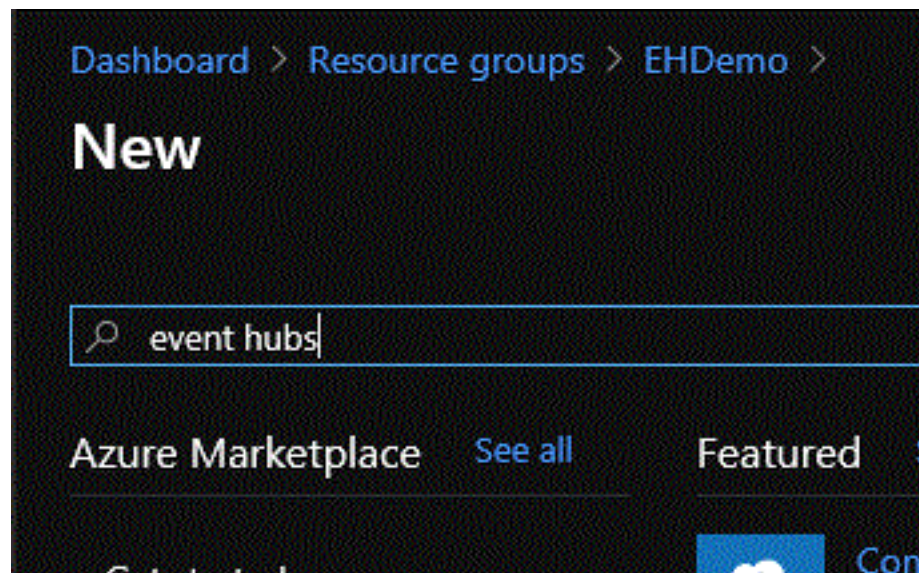 Dashboard > Resource groups > EHDemo >
New
event hubs
Azure Marketplace See all
Featured